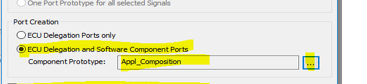 One Port Prototype for all selected Signals
Port Creation
ECU Delegation Ports only
ECU Delegation and Software Component Ports
Component Prototype: Appl_Composition ...